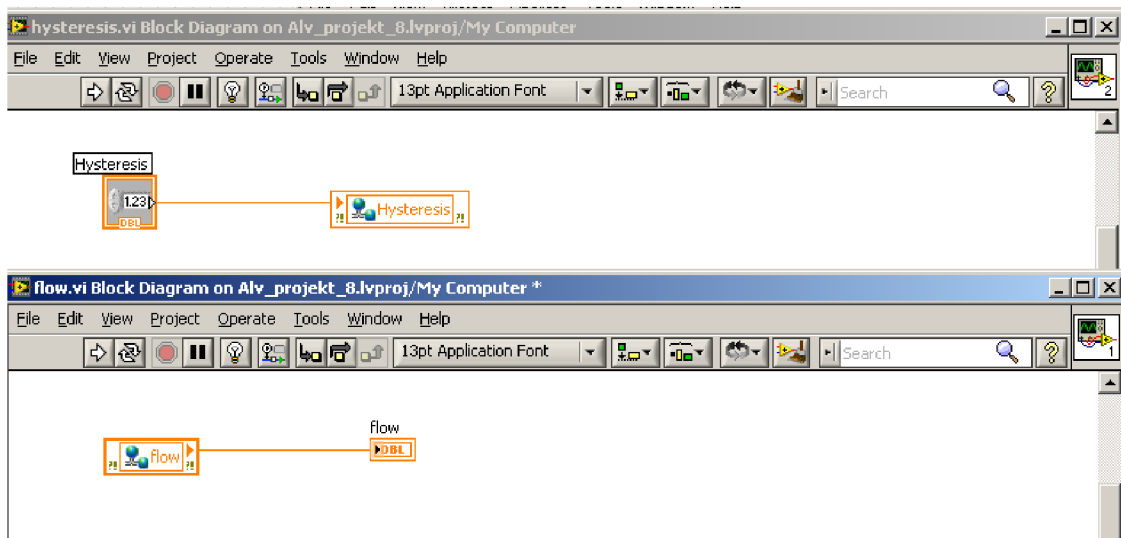 hysteresis.vi Block Diagram on Alv_projekt_8.lvproj/My Computer
File Edit View Project Operate Tools Window Help
13pt Application Font Search ? 2
Hysteresis
1.23
DBL
?! Hysteresis ?!
flow.vi Block Diagram on Alv_projekt_8.lvproj/My Computer *
File Edit View Project Operate Tools Window Help
13pt Application Font Search ? 1
flow
?! flow ?!
DBL